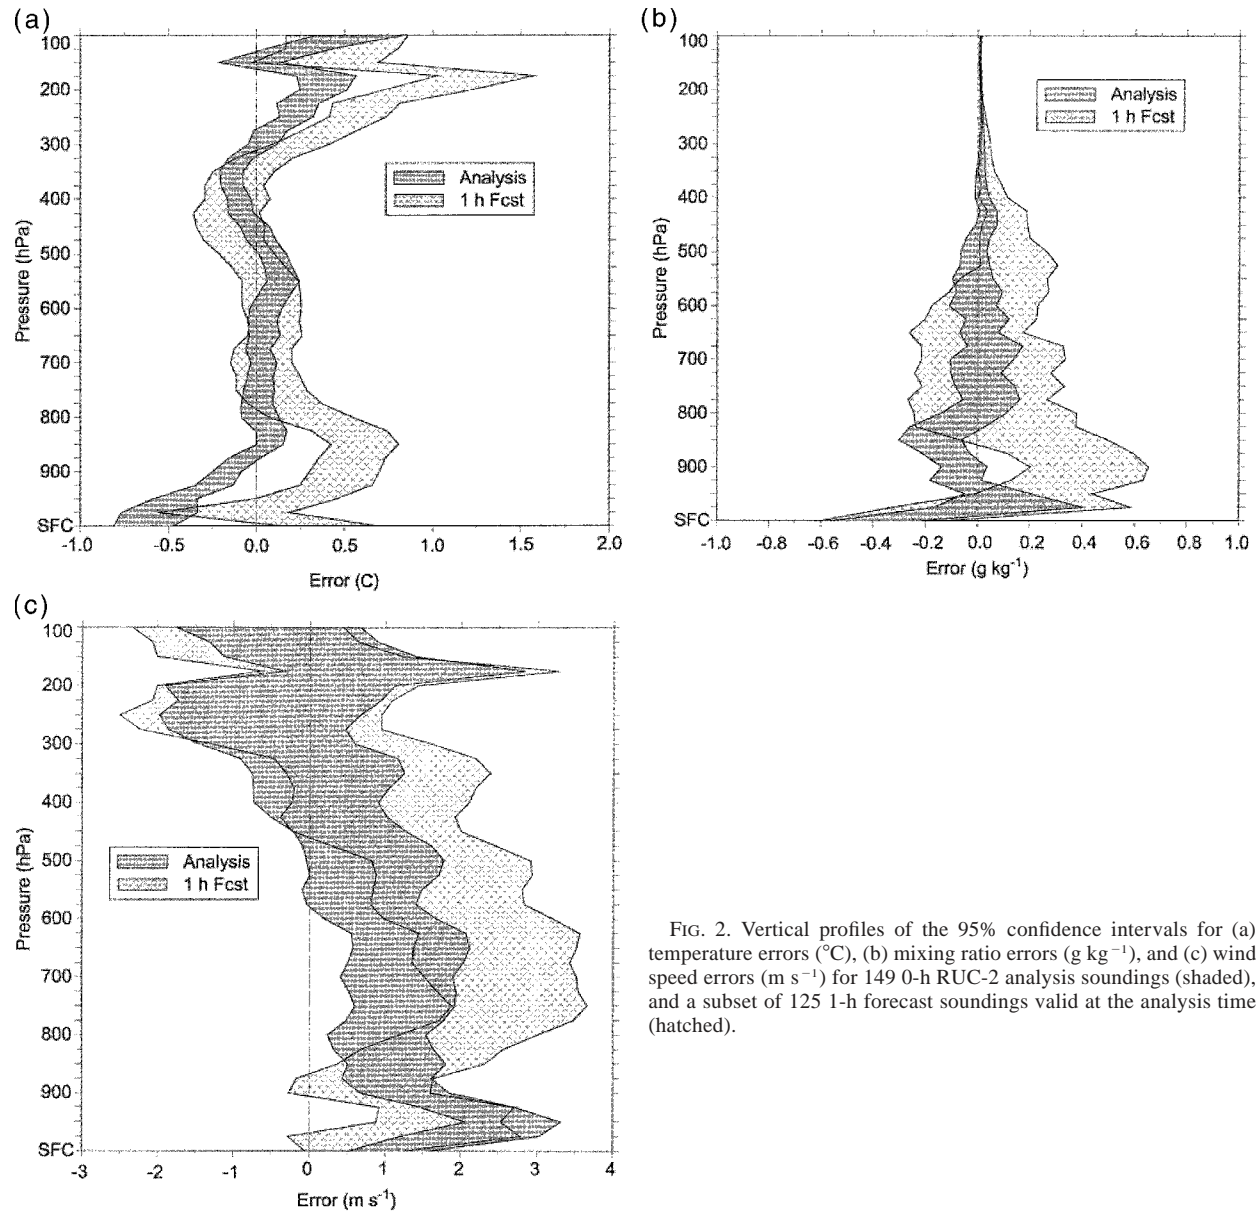 (a)
100
200
300
400
500
600
700
800
900
SFC
Pressure (hPa)
Analysis
1 h Fcst
-1.0 -0.5 0.0 0.5 1.0 1.5 2.0
Error (C)
(b)
100
200
300
400
500
600
700
800
900
SFC
Pressure (hPa)
Analysis
1 h Fcst
-1.0 -0.8 -0.6 -0.4 -0.2 0.0 0.2 0.4 0.6 0.8 1.0
Error (g kg-1)
(c)
100
200
300
400
500
600
700
800
900
SFC
Pressure (hPa)
Analysis
1 h Fcst
-3 -2 -1 0 1 2 3 4
Error (m s-1)
FIG. 2. Vertical profiles of the 95% confidence intervals for (a)
temperature errors (°C), (b) mixing ratio errors (g kg−1), and (c) wind
speed errors (m s−1) for 149 0-h RUC-2 analysis soundings (shaded),
and a subset of 125 1-h forecast soundings valid at the analysis time
(hatched).